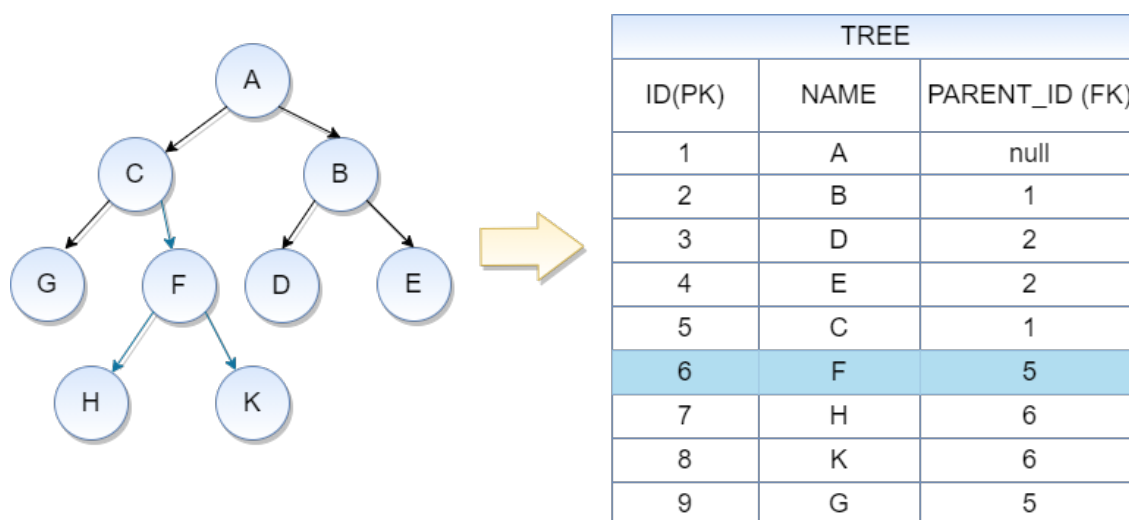 A
C
B
G
F
D
E
H
K
TREE
ID(PK) NAME PARENT_ID (FK)
1 A null
2 B 1
3 D 2
4 E 2
5 C 1
6 F 5
7 H 6
8 K 6
9 G 5